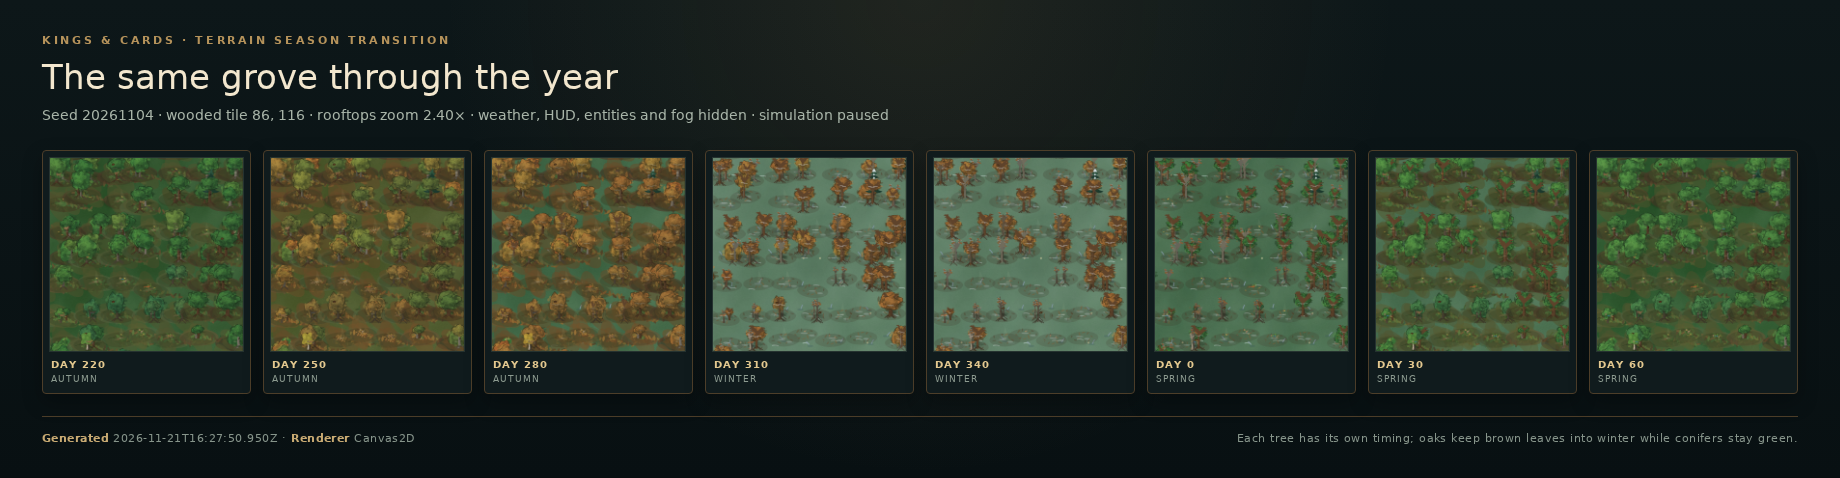 KINGS & CARDS · TERRAIN SEASON TRANSITION
The same grove through the year
Seed 20261104 · wooded tile 86, 116 · rooftops zoom 2.40× · weather, HUD, entities and fog hidden · simulation paused
DAY 220
AUTUMN
DAY 250
AUTUMN
DAY 280
AUTUMN
DAY 310
WINTER
DAY 340
WINTER
DAY 0
SPRING
DAY 30
SPRING
DAY 60
SPRING
Generated 2026-11-21T16:27:50.950Z · Renderer Canvas2D
Each tree has its own timing; oaks keep brown leaves into winter while conifers stay green.